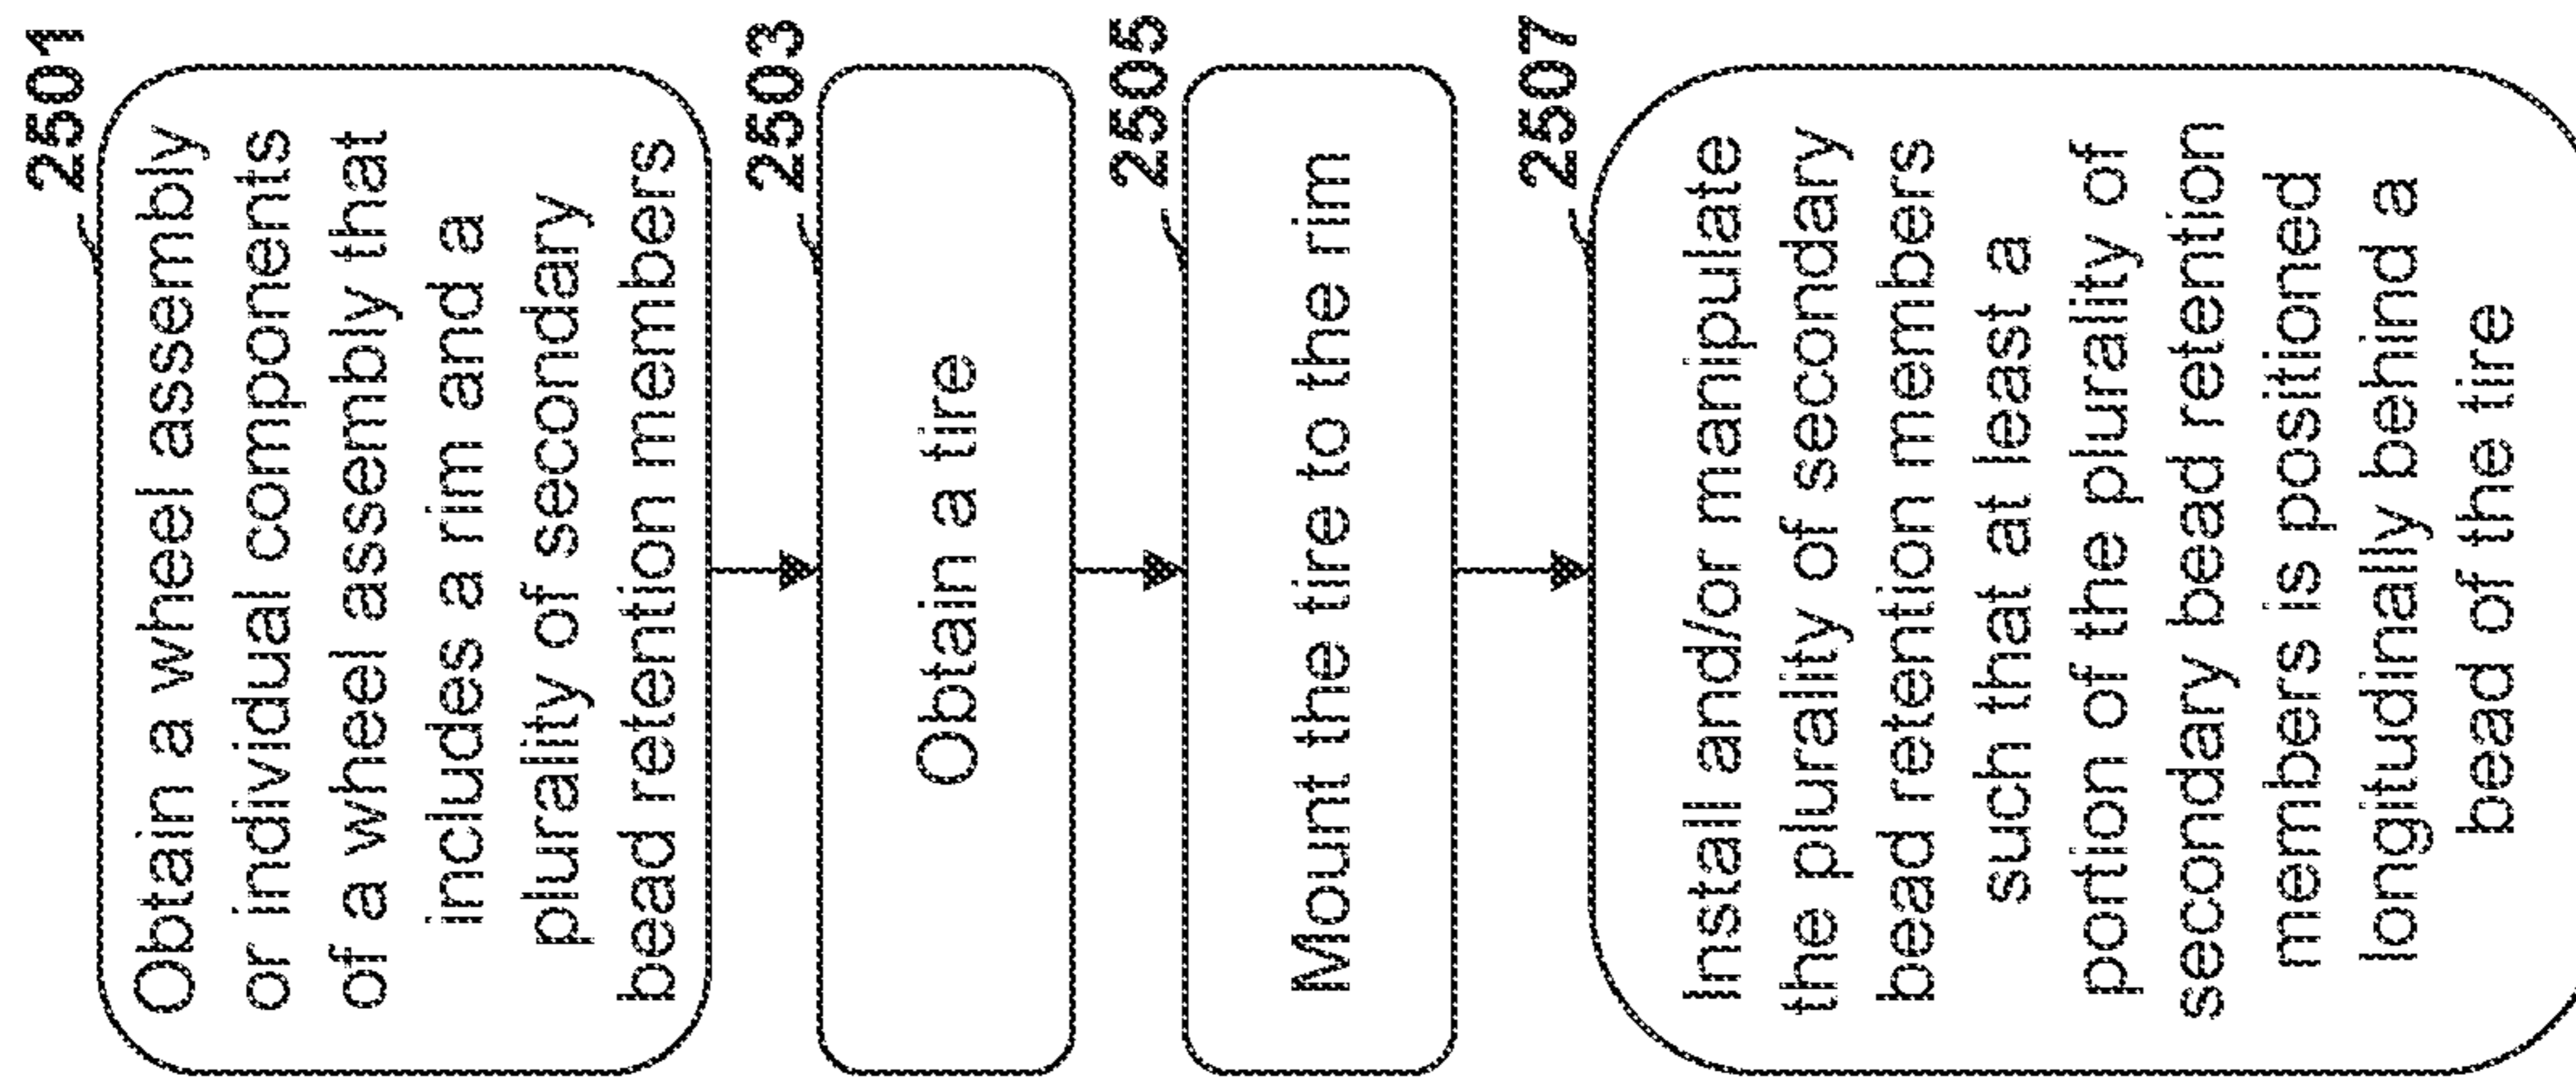 2501
Obtain a wheel assembly
or individual components
of a wheel assembly that
includes a rim and a
plurality of secondary
bead retention members
2503
Obtain a tire
2505
Mount the tire to the rim
2507
Install and/or manipulate
the plurality of secondary
bead retention members
such that at least a
portion of the plurality of
secondary bead retention
members is positioned
longitudinally behind a
bead of the tire